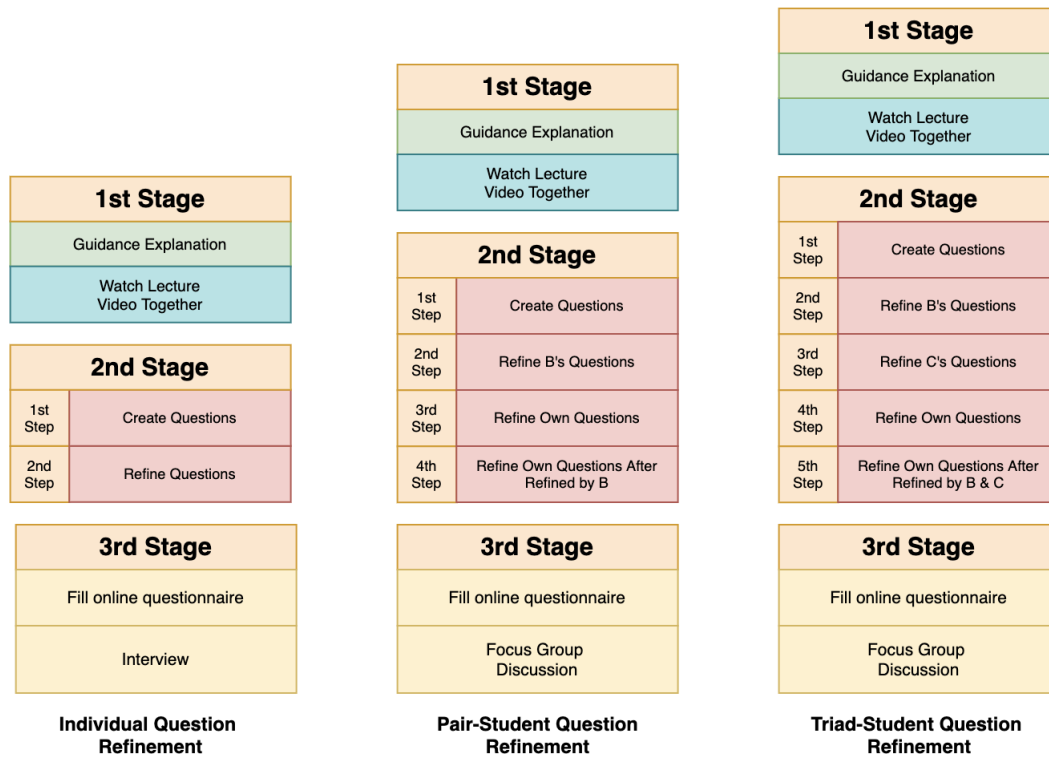 1st Stage
Guidance Explanation
Watch Lecture
Video Together
2nd Stage
1st
Step
Create Questions
2nd
Step
Refine Questions
3rd Stage
Fill online questionnaire
Interview
Individual Question
Refinement
1st Stage
Guidance Explanation
Watch Lecture
Video Together
2nd Stage
1st
Step
Create Questions
2nd
Step
Refine B's Questions
3rd
Step
Refine Own Questions
4th
Step
Refine Own Questions After
Refined by B
3rd Stage
Fill online questionnaire
Focus Group
Discussion
Pair-Student Question
Refinement
1st Stage
Guidance Explanation
Watch Lecture
Video Together
2nd Stage
1st
Step
Create Questions
2nd
Step
Refine B's Questions
3rd
Step
Refine C's Questions
4th
Step
Refine Own Questions
5th
Step
Refine Own Questions After
Refined by B & C
3rd Stage
Fill online questionnaire
Focus Group
Discussion
Triad-Student Question
Refinement